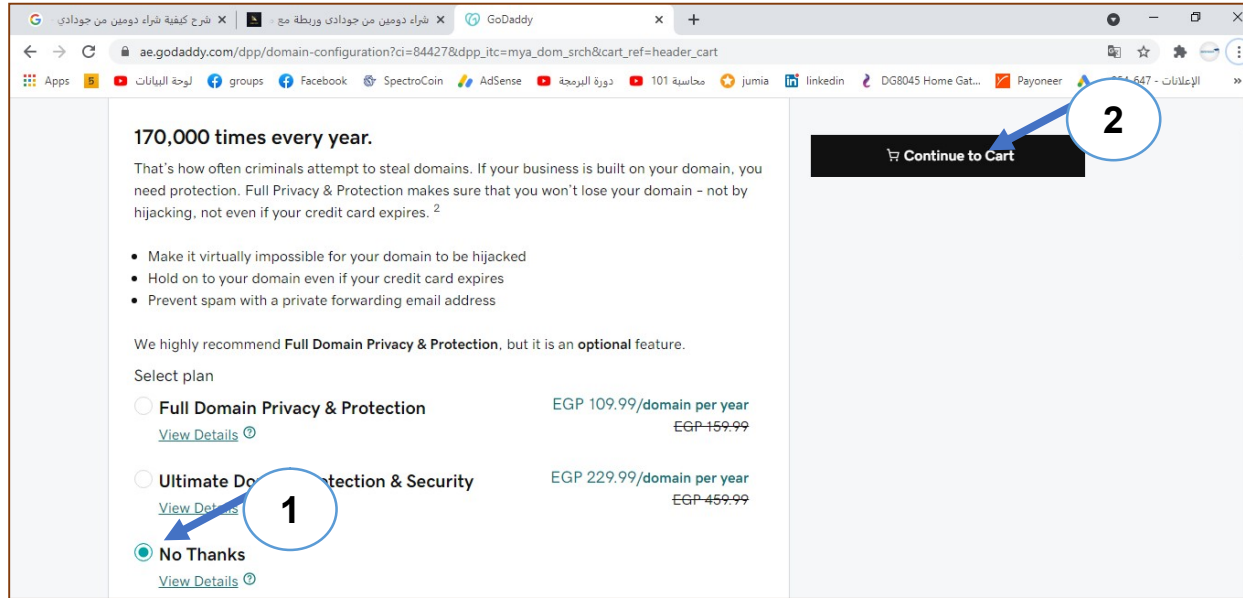 شرح كيفية شراء دومين من جودادي
شراء دومين من جودادى وربطة مع
GoDaddy
ae.godaddy.com/dpp/domain-configuration?ci=84427&dpp_itc=mya_dom_srch&cart_ref=header_cart
Apps 5 لوحة البيانات groups Facebook SpectroCoin AdSense دورة البرمجة محاسبة 101 jumia linkedin DG8045 Home Gat... Payoneer الإعلانات - 647 »
170,000 times every year.
That's how often criminals attempt to steal domains. If your business is built on your domain, you
need protection. Full Privacy & Protection makes sure that you won't lose your domain – not by
hijacking, not even if your credit card expires. 2
• Make it virtually impossible for your domain to be hijacked
• Hold on to your domain even if your credit card expires
• Prevent spam with a private forwarding email address
We highly recommend Full Domain Privacy & Protection, but it is an optional feature.
Select plan
Full Domain Privacy & Protection EGP 109.99/domain per year
View Details EGP 159.99
Ultimate Do otection & Security EGP 229.99/domain per year
View Det EGP 459.99
1
No Thanks
View Details
Continue to Cart
2